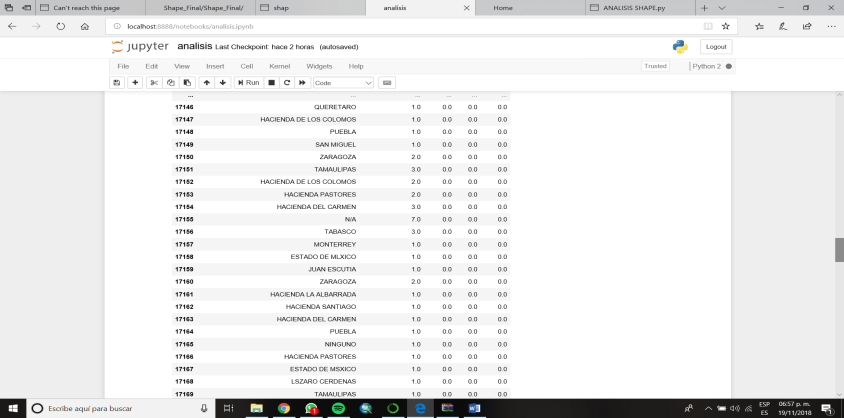 Can't reach this page Shape_Final/Shape_Final/ shap analisis Home ANALISIS SHAPE.py
localhost:8888/notebooks/analisis.ipynb
jupyter analisis Last Checkpoint: hace 2 horas (autosaved) Logout
File Edit View Insert Cell Kernel Widgets Help Trusted Python 2
Run Code
... ... ... ... ... ...
17146 QUERETARO 1.0 0.0 0.0 0.0
17147 HACIENDA DE LOS COLOMOS 1.0 0.0 0.0 0.0
17148 PUEBLA 1.0 0.0 0.0 0.0
17149 SAN MIGUEL 1.0 0.0 0.0 0.0
17150 ZARAGOZA 2.0 0.0 0.0 0.0
17151 TAMAULIPAS 3.0 0.0 0.0 0.0
17152 HACIENDA DE LOS COLOMOS 2.0 0.0 0.0 0.0
17153 HACIENDA PASTORES 2.0 0.0 0.0 0.0
17154 HACIENDA DEL CARMEN 3.0 0.0 0.0 0.0
17155 N/A 7.0 0.0 0.0 0.0
17156 TABASCO 3.0 0.0 0.0 0.0
17157 MONTERREY 1.0 0.0 0.0 0.0
17158 ESTADO DE MLXICO 1.0 0.0 0.0 0.0
17159 JUAN ESCUTIA 1.0 0.0 0.0 0.0
17160 ZARAGOZA 2.0 0.0 0.0 0.0
17161 HACIENDA LA ALBARRADA 1.0 0.0 0.0 0.0
17162 HACIENDA SANTIAGO 1.0 0.0 0.0 0.0
17163 HACIENDA DEL CARMEN 1.0 0.0 0.0 0.0
17164 PUEBLA 1.0 0.0 0.0 0.0
17165 NINGUNO 1.0 0.0 0.0 0.0
17166 HACIENDA PASTORES 1.0 0.0 0.0 0.0
17167 ESTADO DE MSXICO 1.0 0.0 0.0 0.0
17168 LSZARO CERDENAS 1.0 0.0 0.0 0.0
17169 TAMAULIPAS 1.0 0.0 0.0 0.0
Escribe aquí para buscar ESP 06:57 p. m.
ES 19/11/2018